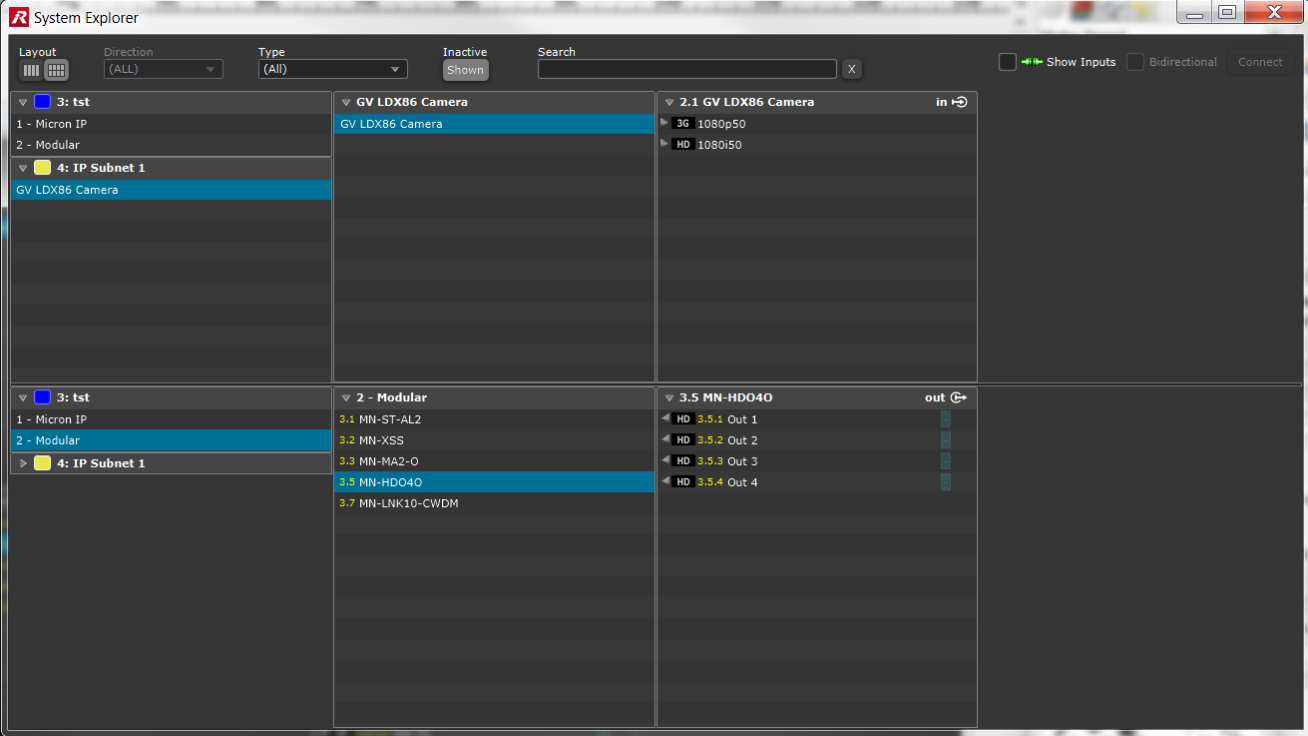 R System Explorer
Layout Direction Type Inactive Search
(ALL) (All) Shown X Show Inputs Bidirectional Connect
3: tst
1 - Micron IP
2 - Modular
4: IP Subnet 1
GV LDX86 Camera
GV LDX86 Camera
GV LDX86 Camera
2.1 GV LDX86 Camera in
3G 1080p50
HD 1080i50
3: tst
1 - Micron IP
2 - Modular
4: IP Subnet 1
2 - Modular
3.1 MN-ST-AL2
3.2 MN-XSS
3.3 MN-MA2-O
3.5 MN-HDO4O
3.7 MN-LNK10-CWDM
3.5 MN-HDO4O out
HD 3.5.1 Out 1
HD 3.5.2 Out 2
HD 3.5.3 Out 3
HD 3.5.4 Out 4